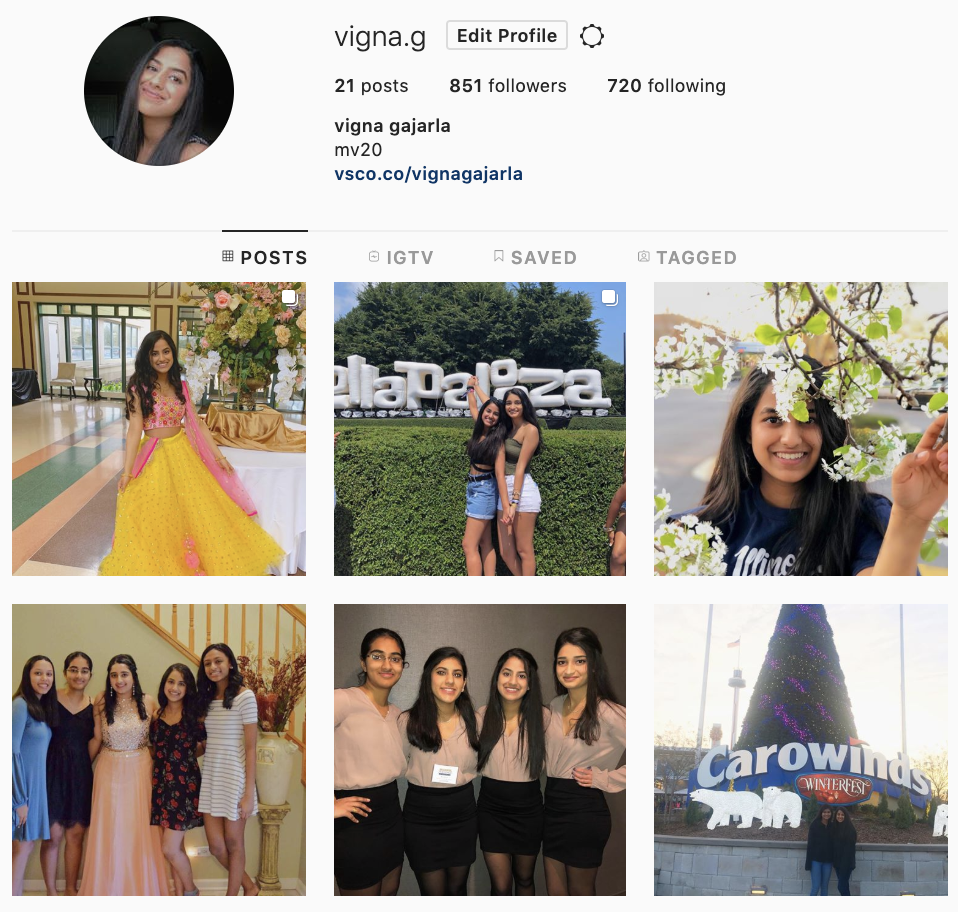 vigna.g Edit Profile
21 posts 851 followers 720 following
vigna gajarla
mv20
vsco.co/vignagajarla
POSTS IGTV SAVED TAGGED
llaPalooza
Carowinds
WINTERFEST